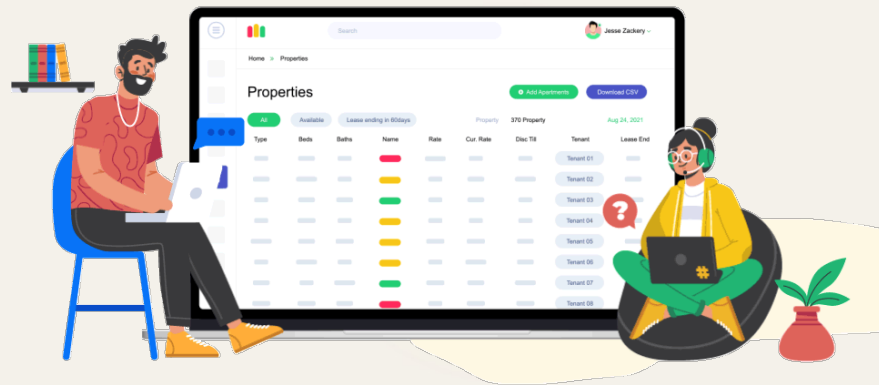 Search
Jesse Zackery
Home > Properties
Properties
Add Apartments
Download CSV
All
Available
Lease ending in 60days
Property
370 Property
Aug 24, 2021
Type Beds Baths Name Rate Cur. Rate Disc Till Tenant Lease End
Tenant 01
Tenant 02
Tenant 03
?
Tenant 04
Tenant 05
Tenant 06
Tenant 07
Tenant 08